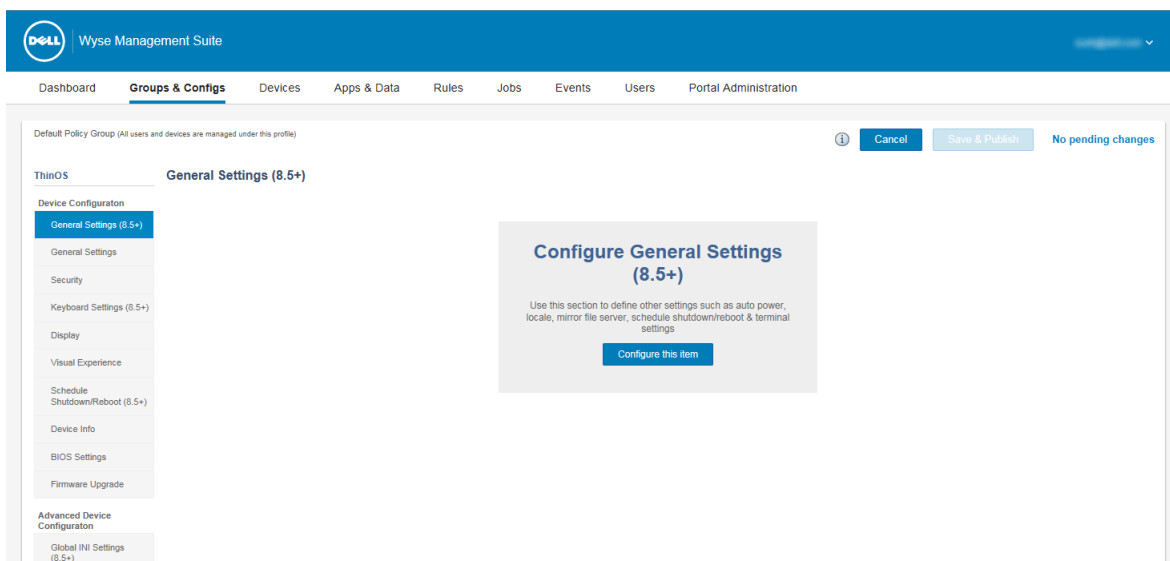 DELL
Wyse Management Suite
Dashboard Groups & Configs Devices Apps & Data Rules Jobs Events Users Portal Administration
Default Policy Group (All users and devices are managed under this profile)
i Cancel Save & Publish No pending changes
ThinOS
General Settings (8.5+)
Device Configuraton
General Settings (8.5+)
General Settings
Security
Keyboard Settings (8.5+)
Display
Visual Experience
Schedule
Shutdown/Reboot (8.5+)
Device Info
BIOS Settings
Firmware Upgrade
Advanced Device
Configuraton
Global INI Settings
(8.5+)
Configure General Settings
(8.5+)
Use this section to define other settings such as auto power,
locale, mirror file server, schedule shutdown/reboot & terminal
settings
Configure this item